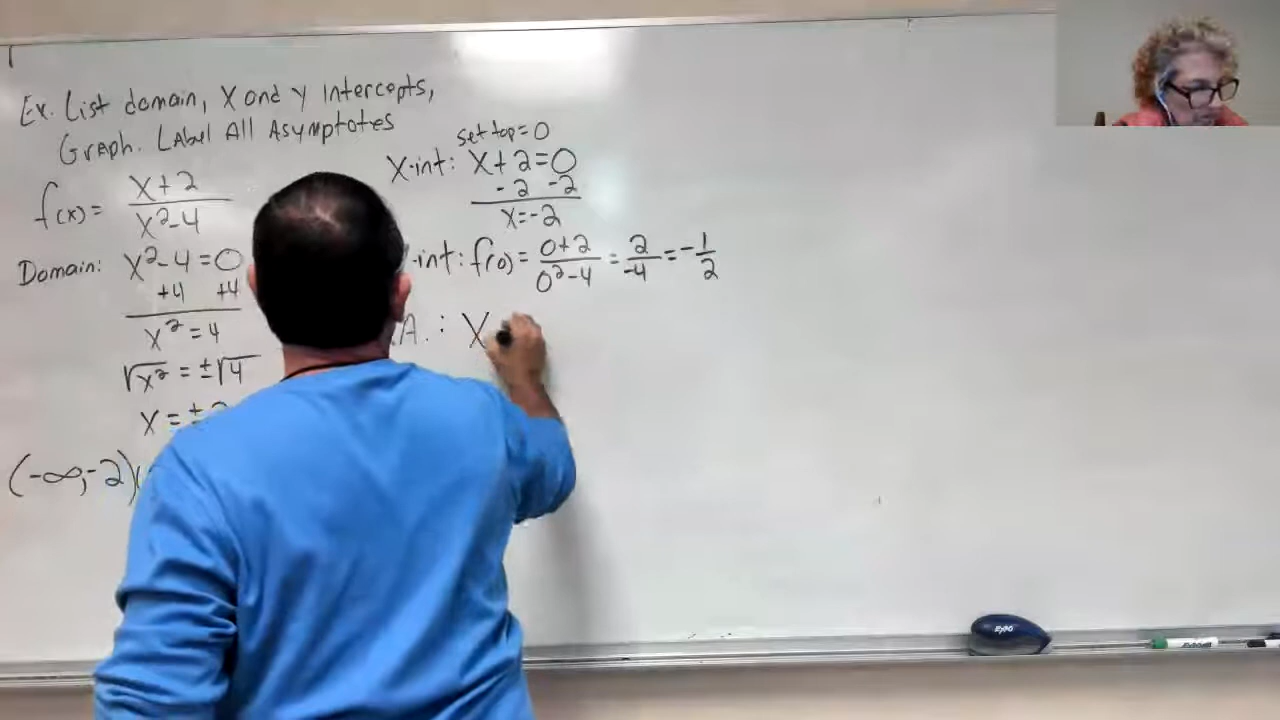 Ex. List domain, X and Y Intercepts,
Graph. Label All Asymptotes
f(x) = x+2 / x²-4
Domain: x²-4=0
+4 +4
x²=4
√x² = ±√4
x = ±
(-∞,-2)(
set top=0
X-int: x+2=0
-2 -2
x=-2
-int: f(0) = 0+2 / 0²-4 = 2/-4 = -1/2
A.: X
EXPO